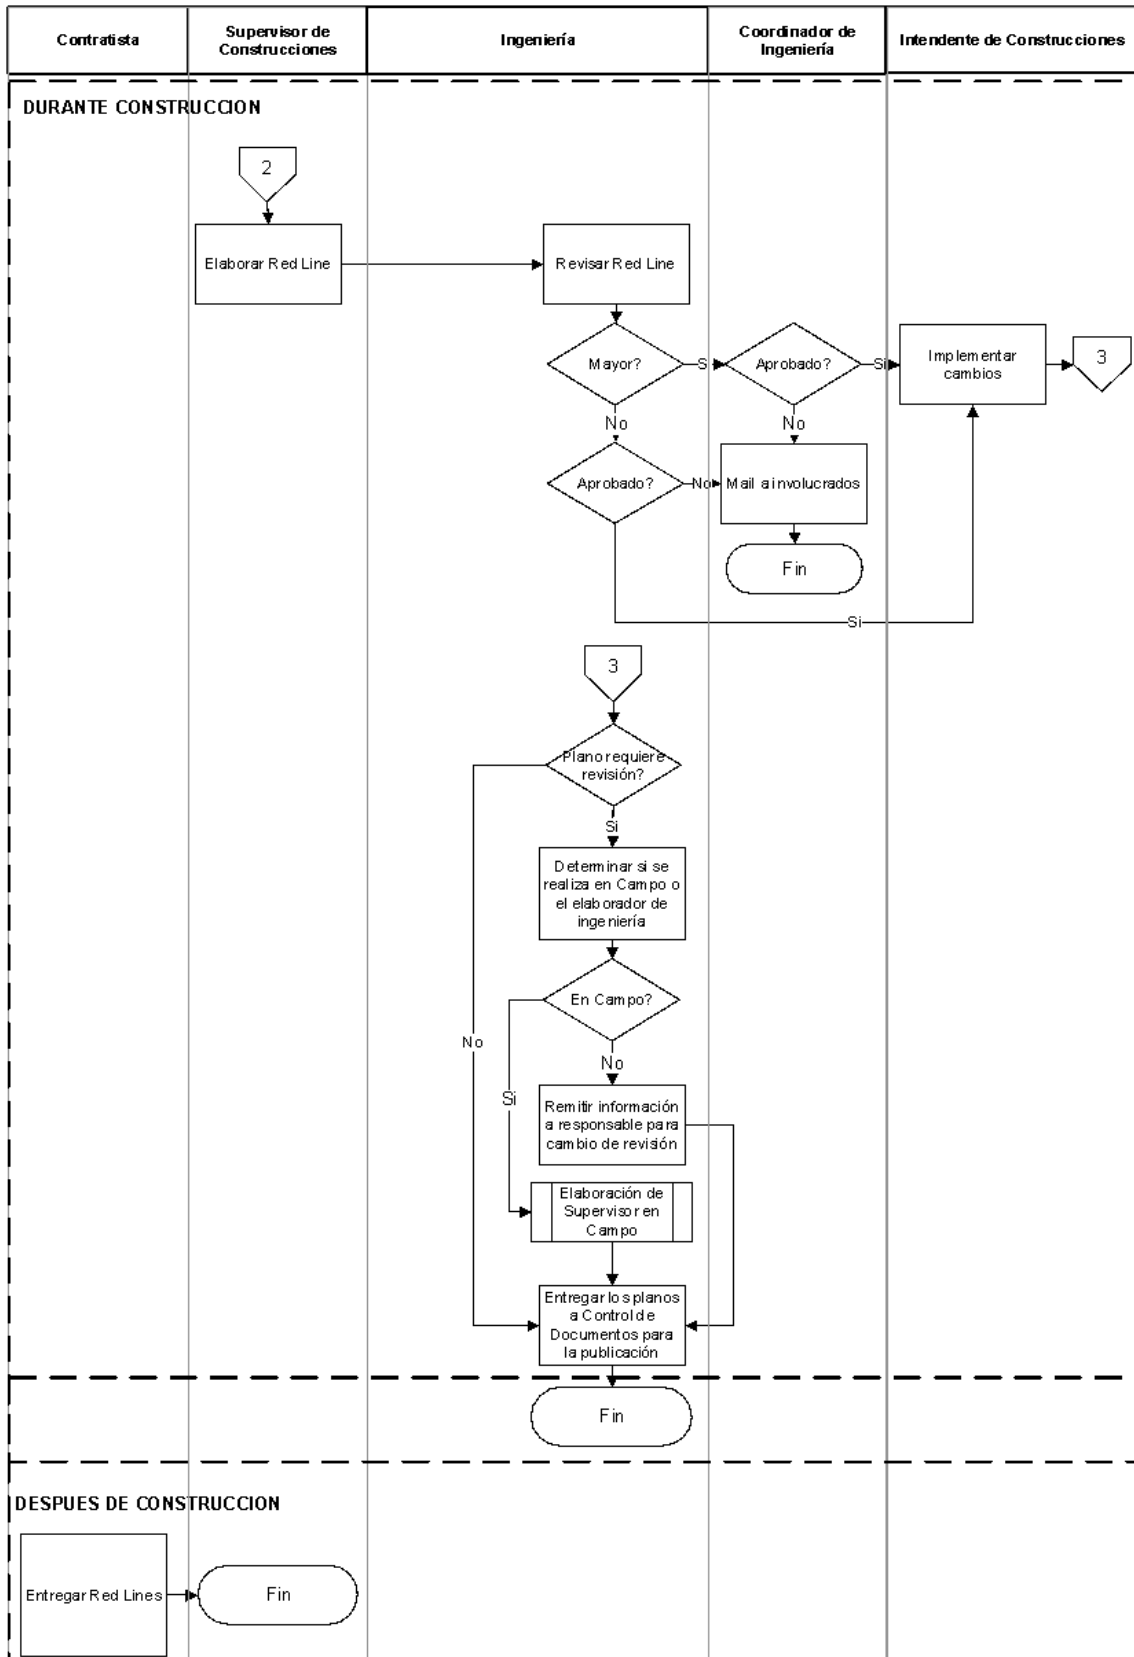 Contratista
Supervisor de
Construcciones
Ingeniería
Coordinador de
Ingeniería
Intendente de Construcciones
DURANTE CONSTRUCCION
2
Elaborar Red Line
Revisar Red Line
Mayor?
S
Aprobado?
Si
Implementar
cambios
3
No
No
Aprobado?
No
Mail a involucrados
Fin
Si
3
Plano requiere
revisión?
Si
Determinar si se
realiza en Campo o
el elaborador de
ingeniería
En Campo?
No
No
Si
Remitir información
a responsable para
cambio de revisión
Elaboración de
Supervisor en
Campo
Entregar los planos
a Control de
Documentos para
la publicación
Fin
DESPUES DE CONSTRUCCION
Entregar Red Lines
Fin